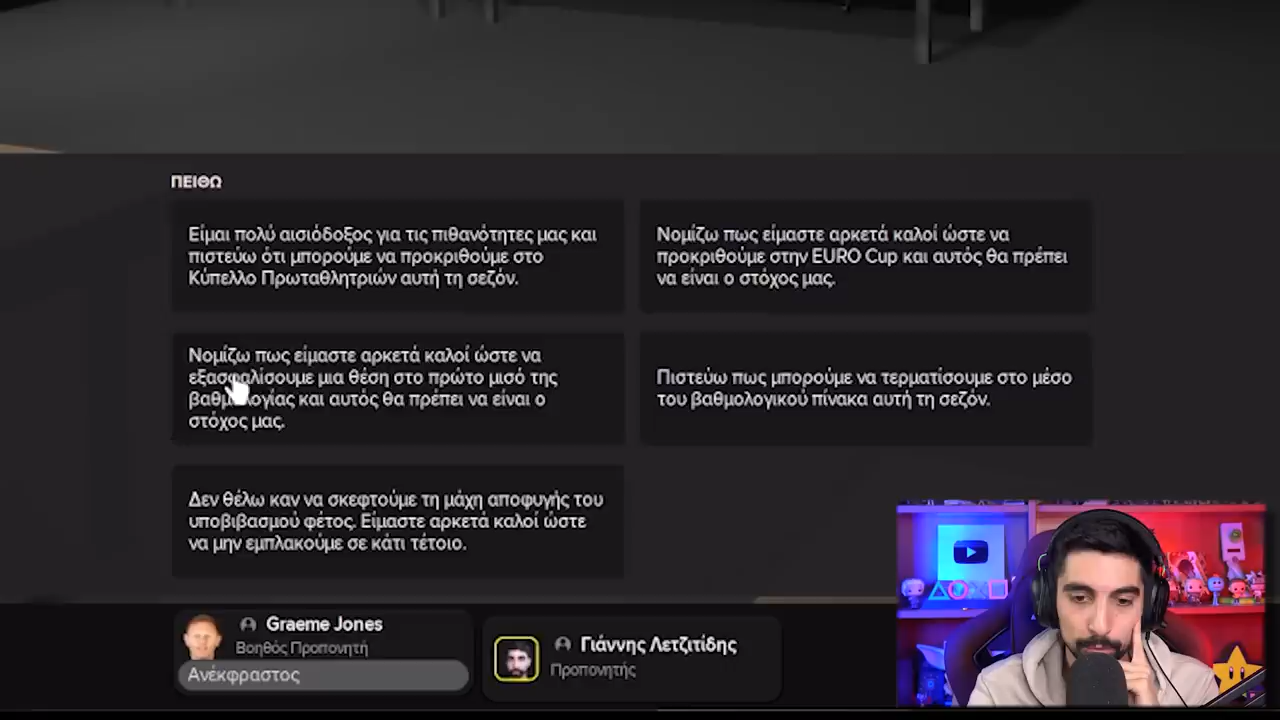 ΠΕΙΘΩ
Είμαι πολύ αισιόδοξος για τις πιθανότητες μας και
πιστεύω ότι μπορούμε να προκριθούμε στο
Κύπελλο Πρωταθλητριών αυτή τη σεζόν.
Νομίζω πως είμαστε αρκετά καλοί ώστε να
προκριθούμε στην EURO Cup και αυτός θα πρέπει
να είναι ο στόχος μας.
Νομίζω πως είμαστε αρκετά καλοί ώστε να
εξασφαλίσουμε μια θέση στο πρώτο μισό της
βαθμολογίας και αυτός θα πρέπει να είναι ο
στόχος μας.
Πιστεύω πως μπορούμε να τερματίσουμε στο μέσο
του βαθμολογικού πίνακα αυτή τη σεζόν.
Δεν θέλω καν να σκεφτούμε τη μάχη αποφυγής του
υποβιβασμού φέτος. Είμαστε αρκετά καλοί ώστε
να μην εμπλακούμε σε κάτι τέτοιο.
Graeme Jones
Βοηθός Προπονητή
Ανέκφραστος
Γιάννης Λετζιτίδης
Προπονητής